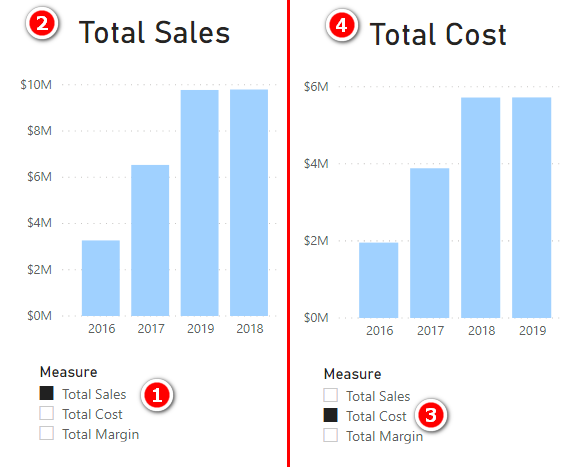 2
Total Sales
$10M
$8M
$6M
$4M
$2M
$0M
2016 2017 2019 2018
Measure
Total Sales
1
Total Cost
Total Margin
4
Total Cost
$6M
$4M
$2M
$0M
2016 2017 2018 2019
Measure
Total Sales
Total Cost
3
Total Margin